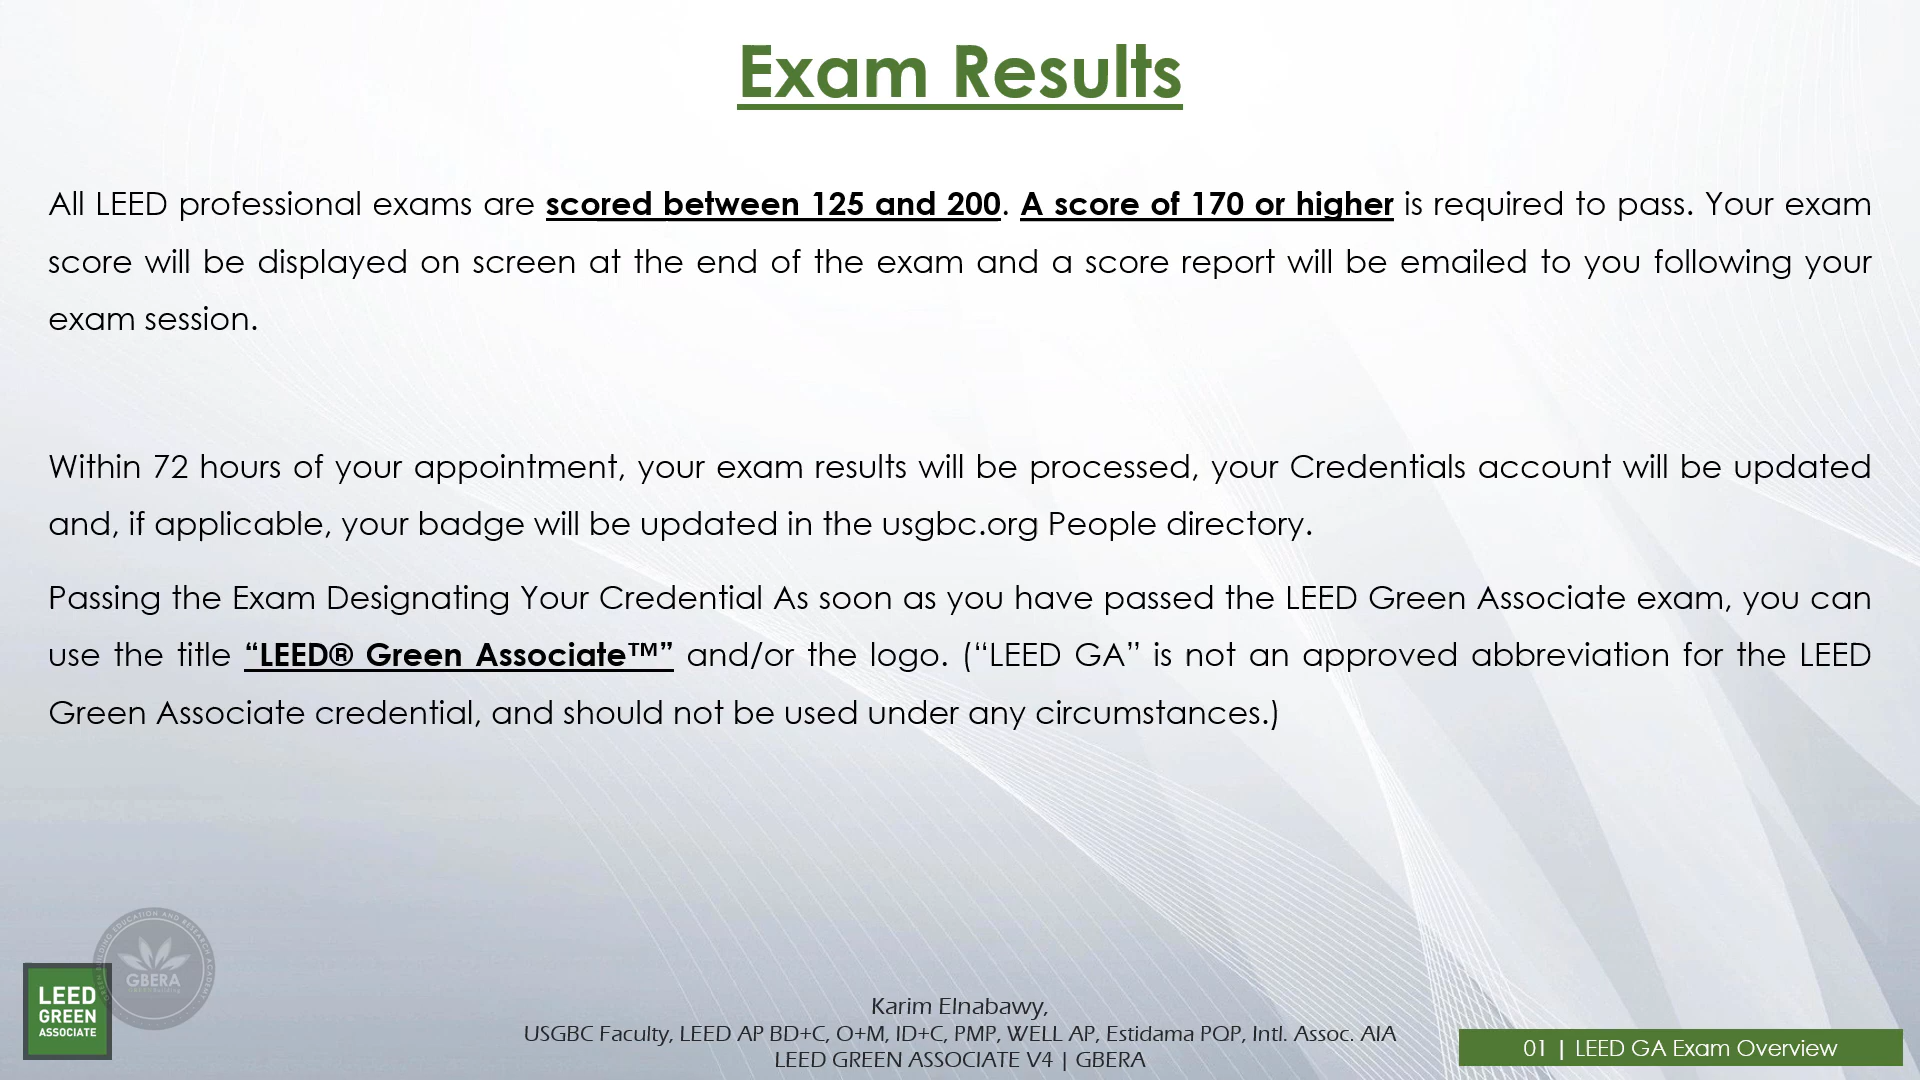 Exam Results
All LEED professional exams are scored between 125 and 200. A score of 170 or higher is required to pass. Your exam
score will be displayed on screen at the end of the exam and a score report will be emailed to you following your
exam session.
Within 72 hours of your appointment, your exam results will be processed, your Credentials account will be updated
and, if applicable, your badge will be updated in the usgbc.org People directory.
Passing the Exam Designating Your Credential As soon as you have passed the LEED Green Associate exam, you can
use the title “LEED® Green Associate™” and/or the logo. (“LEED GA” is not an approved abbreviation for the LEED
Green Associate credential, and should not be used under any circumstances.)
GBERA
LEED
GREEN
ASSOCIATE
Karim Elnabawy,
USGBC Faculty, LEED AP BD+C, O+M, ID+C, PMP, WELL AP, Estidama PQP, Intl. Assoc. AIA
LEED GREEN ASSOCIATE V4 | GBERA
01 | LEED GA Exam Overview